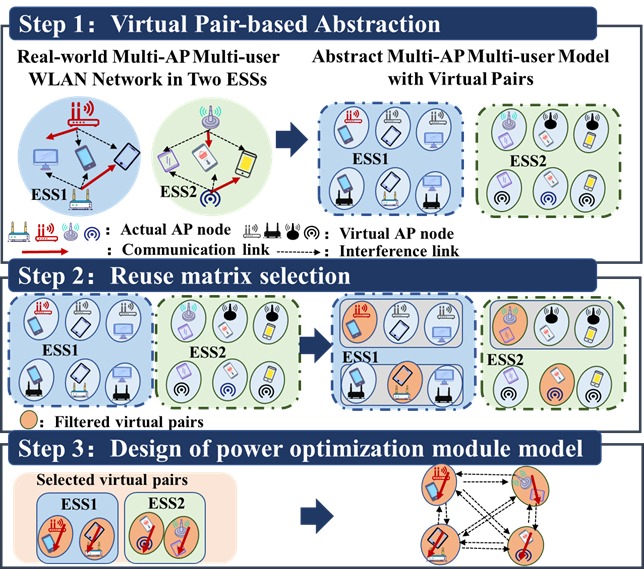 Step 1：Virtual Pair-based Abstraction
Real-world Multi-AP Multi-user
WLAN Network in Two ESSs
Abstract Multi-AP Multi-user Model
with Virtual Pairs
ESS1
ESS2
ESS1
ESS2
：Actual AP node
：Virtual AP node
：Communication link
：Interference link
Step 2：Reuse matrix selection
ESS1
ESS2
ESS1
ESS2
：Filtered virtual pairs
Step 3：Design of power optimization module model
Selected virtual pairs
ESS1
ESS2